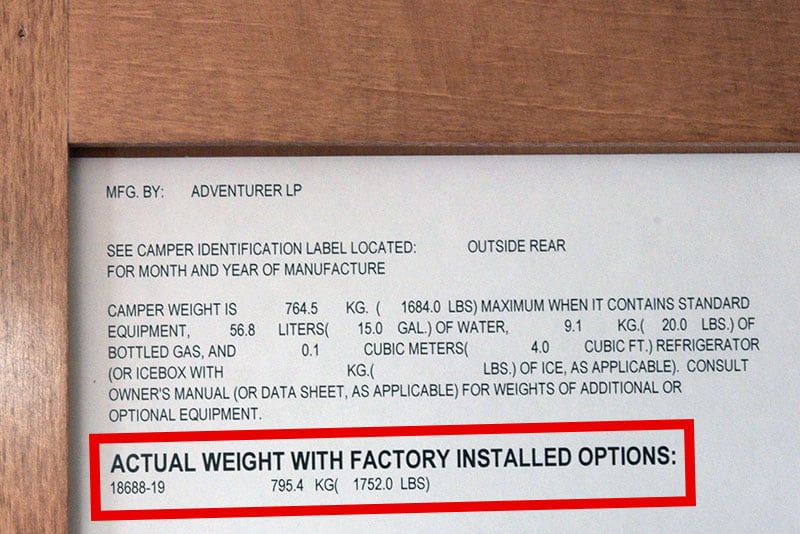 MFG. BY: ADVENTURER LP
SEE CAMPER IDENTIFICATION LABEL LOCATED: OUTSIDE REAR
FOR MONTH AND YEAR OF MANUFACTURE
CAMPER WEIGHT IS 764.5 KG. ( 1684.0 LBS) MAXIMUM WHEN IT CONTAINS STANDARD
EQUIPMENT, 56.8 LITERS( 15.0 GAL.) OF WATER, 9.1 KG.( 20.0 LBS.) OF
BOTTLED GAS, AND 0.1 CUBIC METERS( 4.0 CUBIC FT.) REFRIGERATOR
(OR ICEBOX WITH KG.( LBS.) OF ICE, AS APPLICABLE). CONSULT
OWNER'S MANUAL (OR DATA SHEET, AS APPLICABLE) FOR WEIGHTS OF ADDITIONAL OR
OPTIONAL EQUIPMENT.
ACTUAL WEIGHT WITH FACTORY INSTALLED OPTIONS:
18688-19 795.4 KG( 1752.0 LBS)